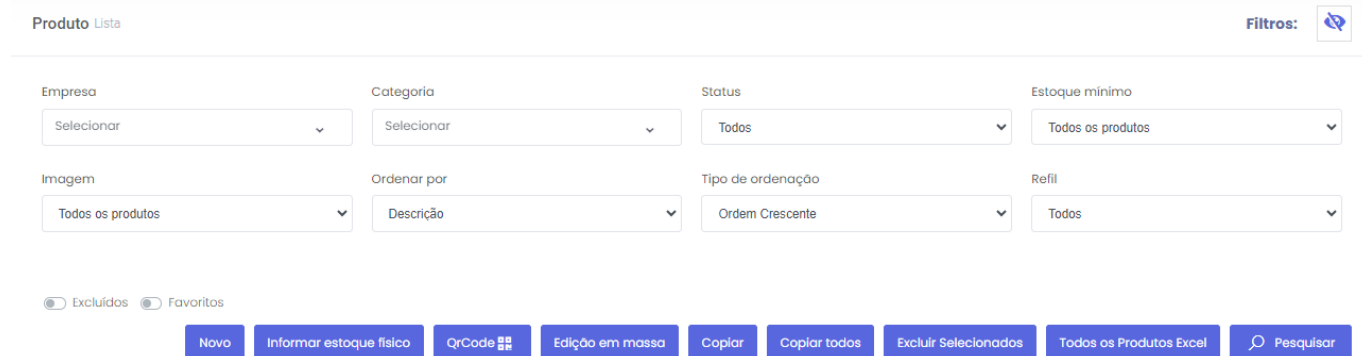 Produto Lista Filtros:
Empresa Categoria Status Estoque mínimo
Selecionar Selecionar Todos Todos os produtos
Imagem Ordenar por Tipo de ordenação Refil
Todos os produtos Descrição Ordem Crescente Todos
Excluídos Favoritos
Novo Informar estoque físico QrCode Edição em massa Copiar Copiar todos Excluir Selecionados Todos os Produtos Excel Pesquisar